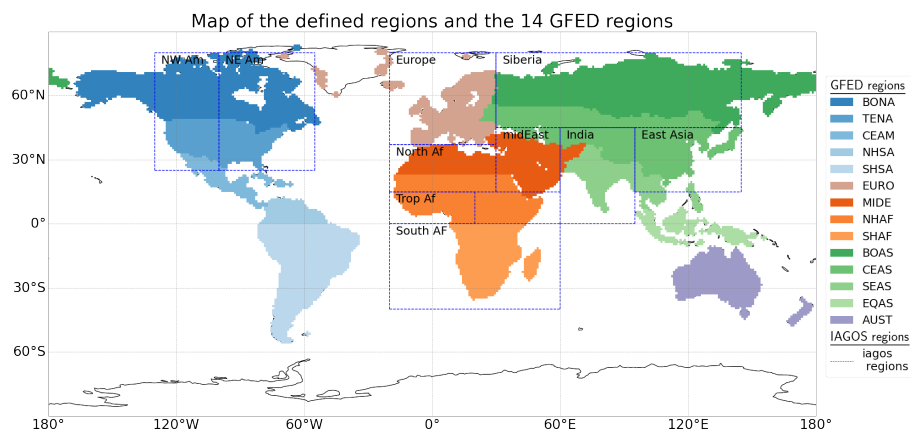 Map of the defined regions and the 14 GFED regions
NW Am NE Am Europe Siberia
midEast India East Asia
North Af
Trop Af
South AF
60°N
30°N
0°
30°S
60°S
180° 120°W 60°W 0° 60°E 120°E 180°
GFED regions
BONA
TENA
CEAM
NHSA
SHSA
EURO
MIDE
NHAF
SHAF
BOAS
CEAS
SEAS
EQAS
AUST
IAGOS regions
iagos
regions